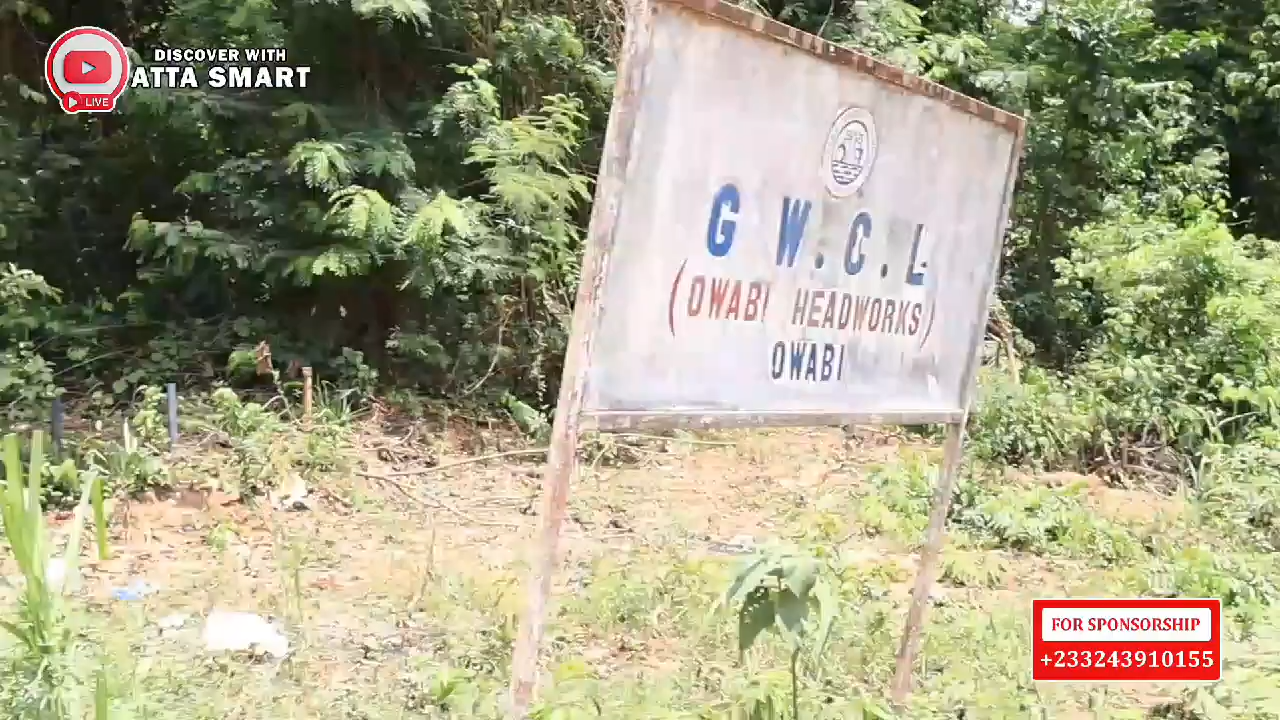 DISCOVER WITH
ATTA SMART
LIVE
G W.C.L
(OWABI HEADWORKS)
OWABI
FOR SPONSORSHIP
+233243910155